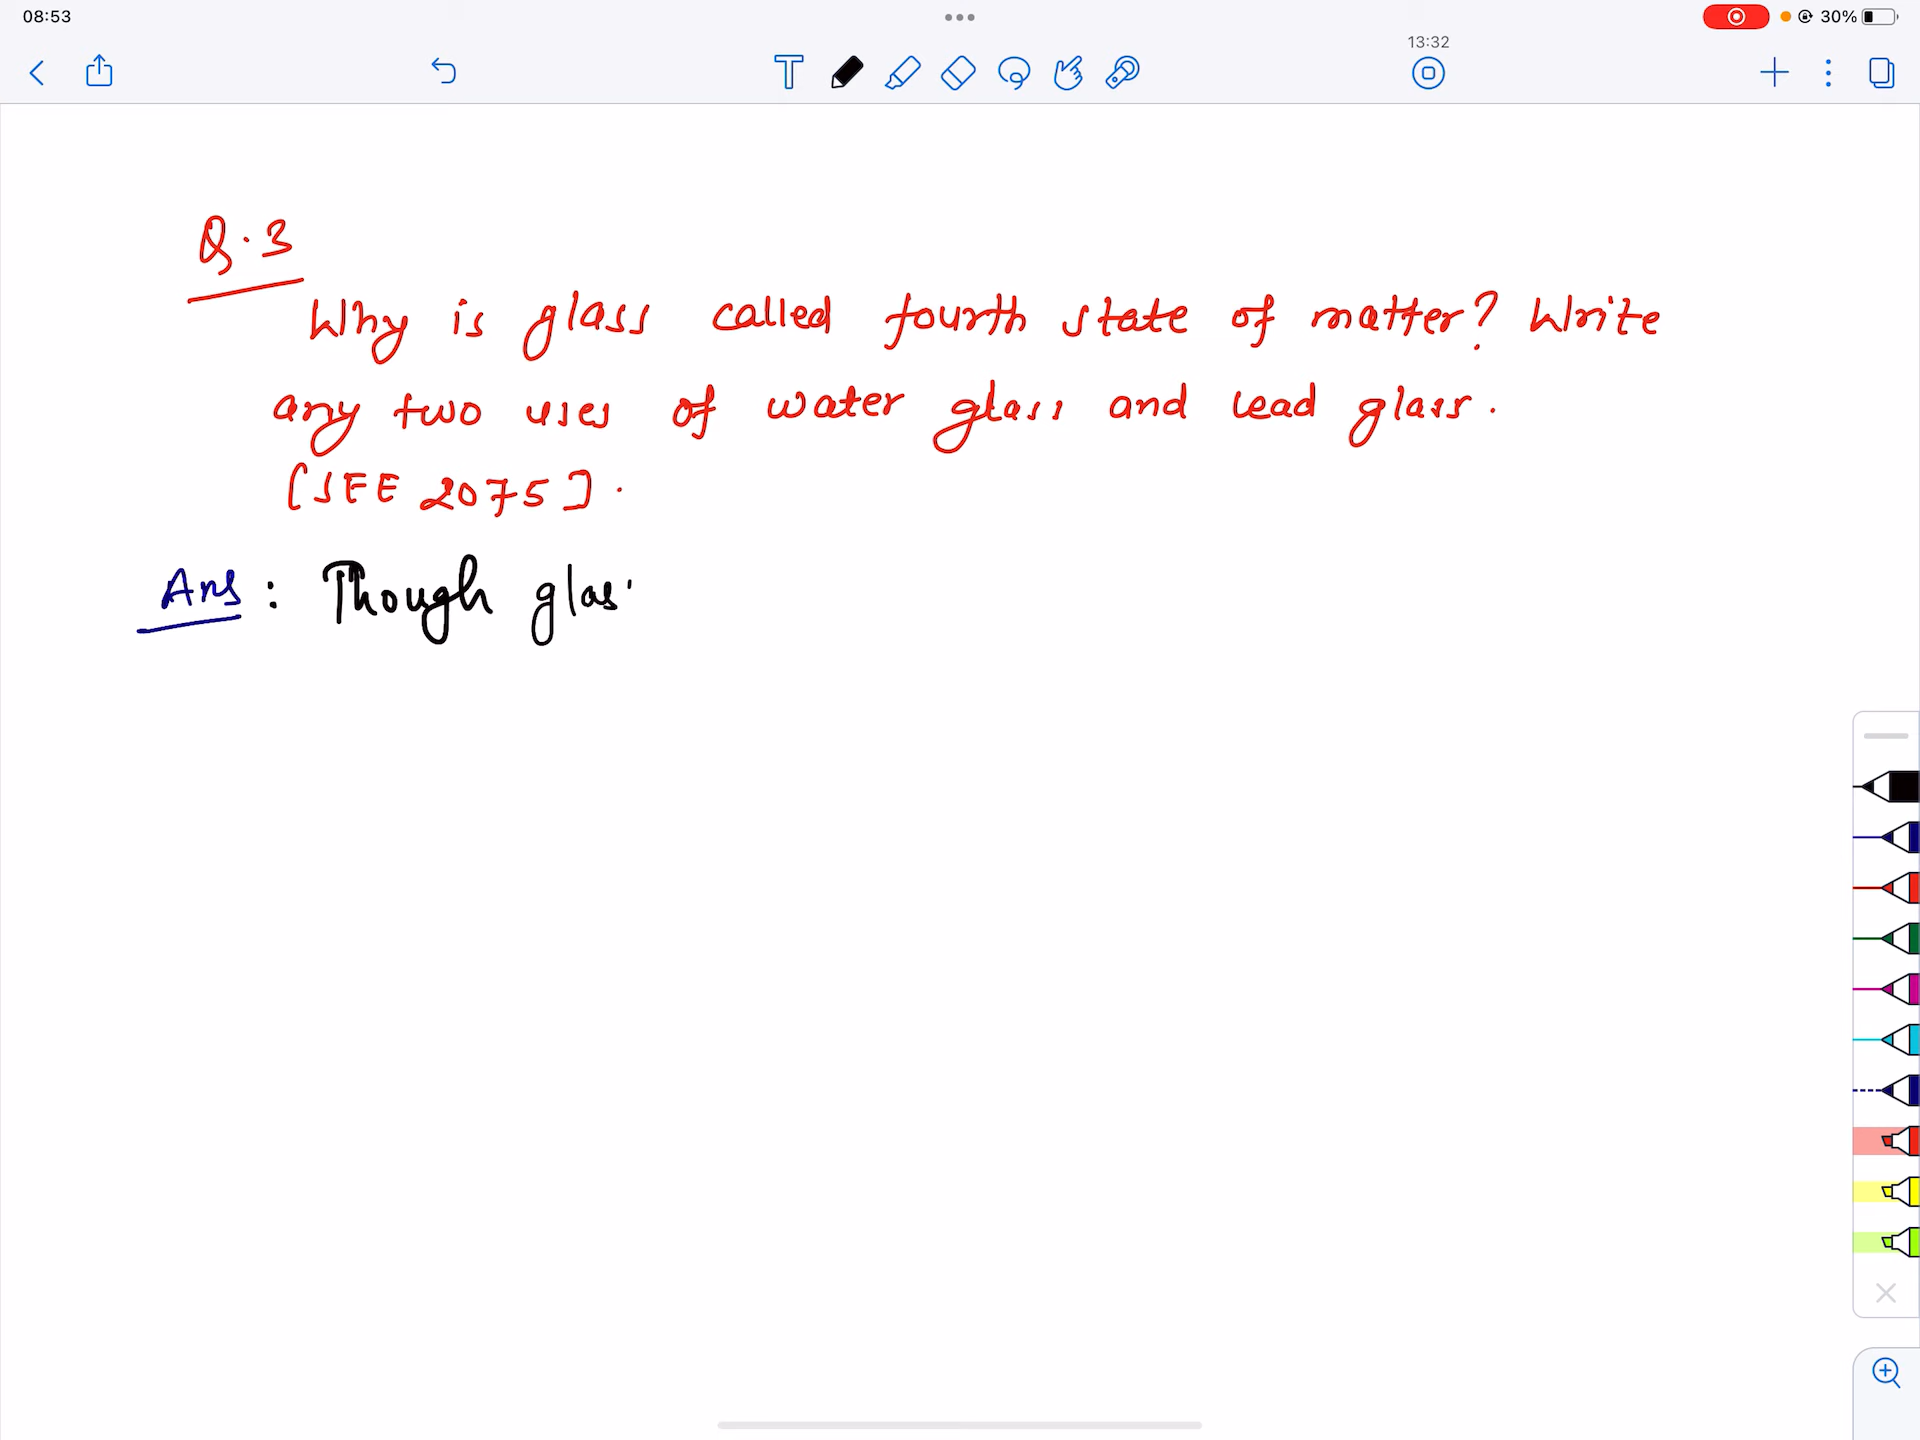 08:53
30%
13:32
Q.3
Why is glass called fourth state of matter? Write
any two uses of water glass and lead glass.
[SEE 2075].
Ans: Though glas